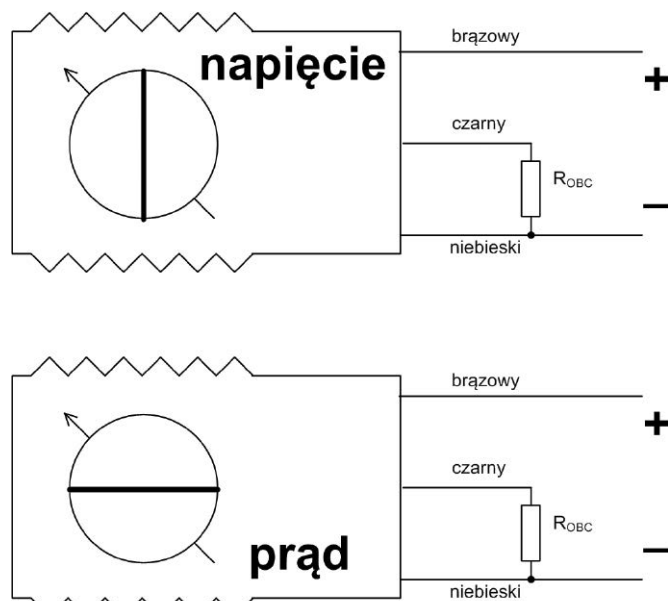 napięcie
brązowy
+
czarny
R_OBC
–
niebieski
prąd
brązowy
+
czarny
R_OBC
–
niebieski